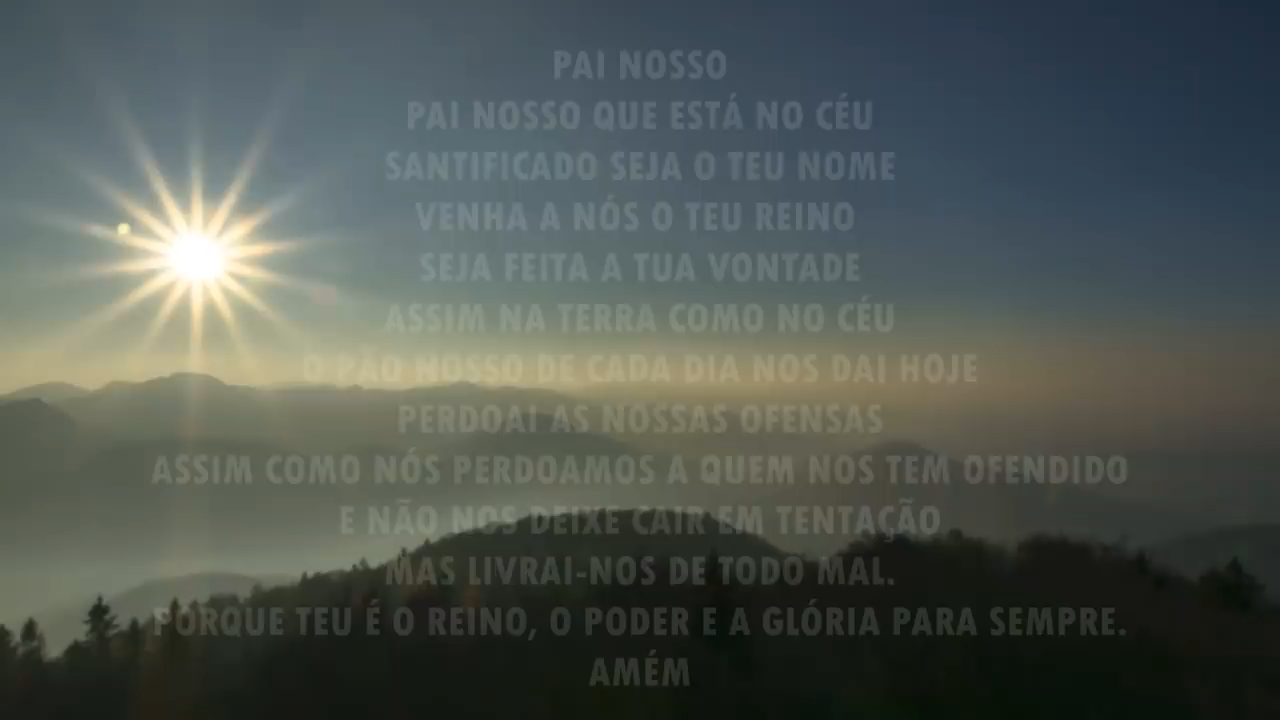 PAI NOSSO
PAI NOSSO QUE ESTÁ NO CÉU
SANTIFICADO SEJA O TEU NOME
VENHA A NÓS O TEU REINO
SEJA FEITA A TUA VONTADE
ASSIM NA TERRA COMO NO CÉU
O PÃO NOSSO DE CADA DIA NOS DAI HOJE
PERDOAI AS NOSSAS OFENSAS
ASSIM COMO NÓS PERDOAMOS A QUEM NOS TEM OFENDIDO
E NÃO NOS DEIXE CAIR EM TENTAÇÃO
MAS LIVRAI-NOS DE TODO MAL.
PORQUE TEU É O REINO, O PODER E A GLÓRIA PARA SEMPRE.
AMÉM